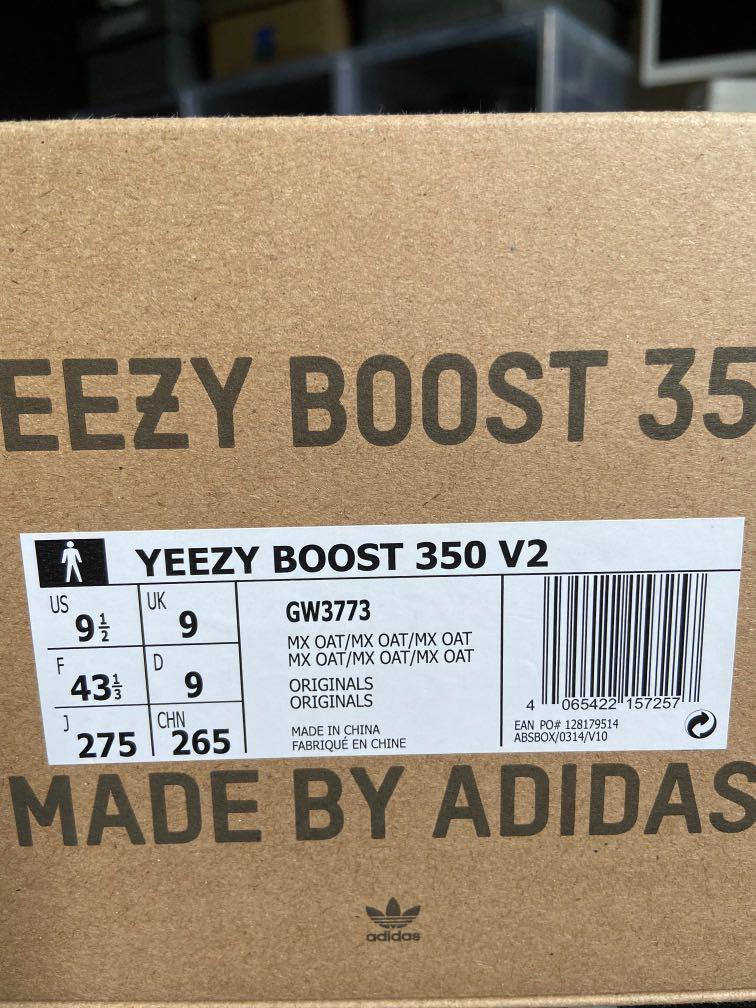 EEZY BOOST 35
YEEZY BOOST 350 V2
US 9½ UK 9
F 43⅓ D 9
J 275 CHN 265
GW3773
MX OAT/MX OAT/MX OAT
MX OAT/MX OAT/MX OAT
ORIGINALS
ORIGINALS
MADE IN CHINA
FABRIQUÉ EN CHINE
4 065422 157257
EAN PO# 128179514
ABSBOX/0314/V10
MADE BY ADIDAS
adidas